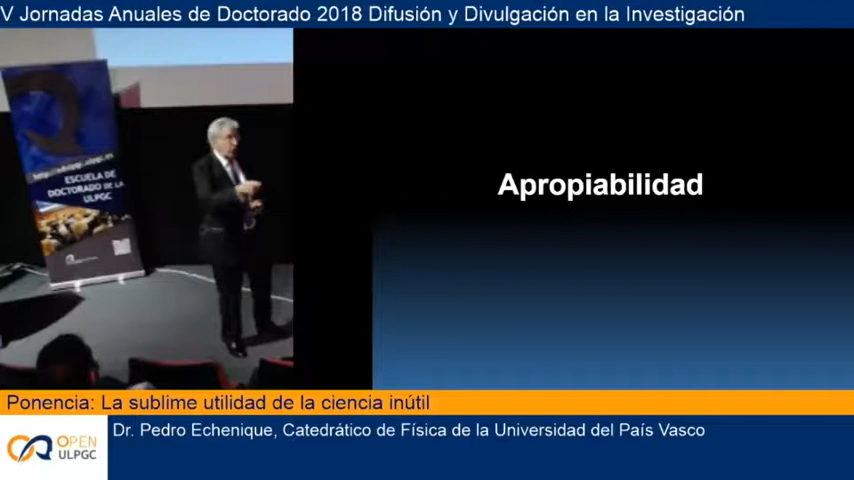 V Jornadas Anuales de Doctorado 2018 Difusión y Divulgación en la Investigación
ESCUELA DE
DOCTORADO DE LA
ULPGC
Apropiabilidad
Ponencia: La sublime utilidad de la ciencia inútil
Dr. Pedro Echenique, Catedrático de Física de la Universidad del País Vasco
OPEN
ULPGC